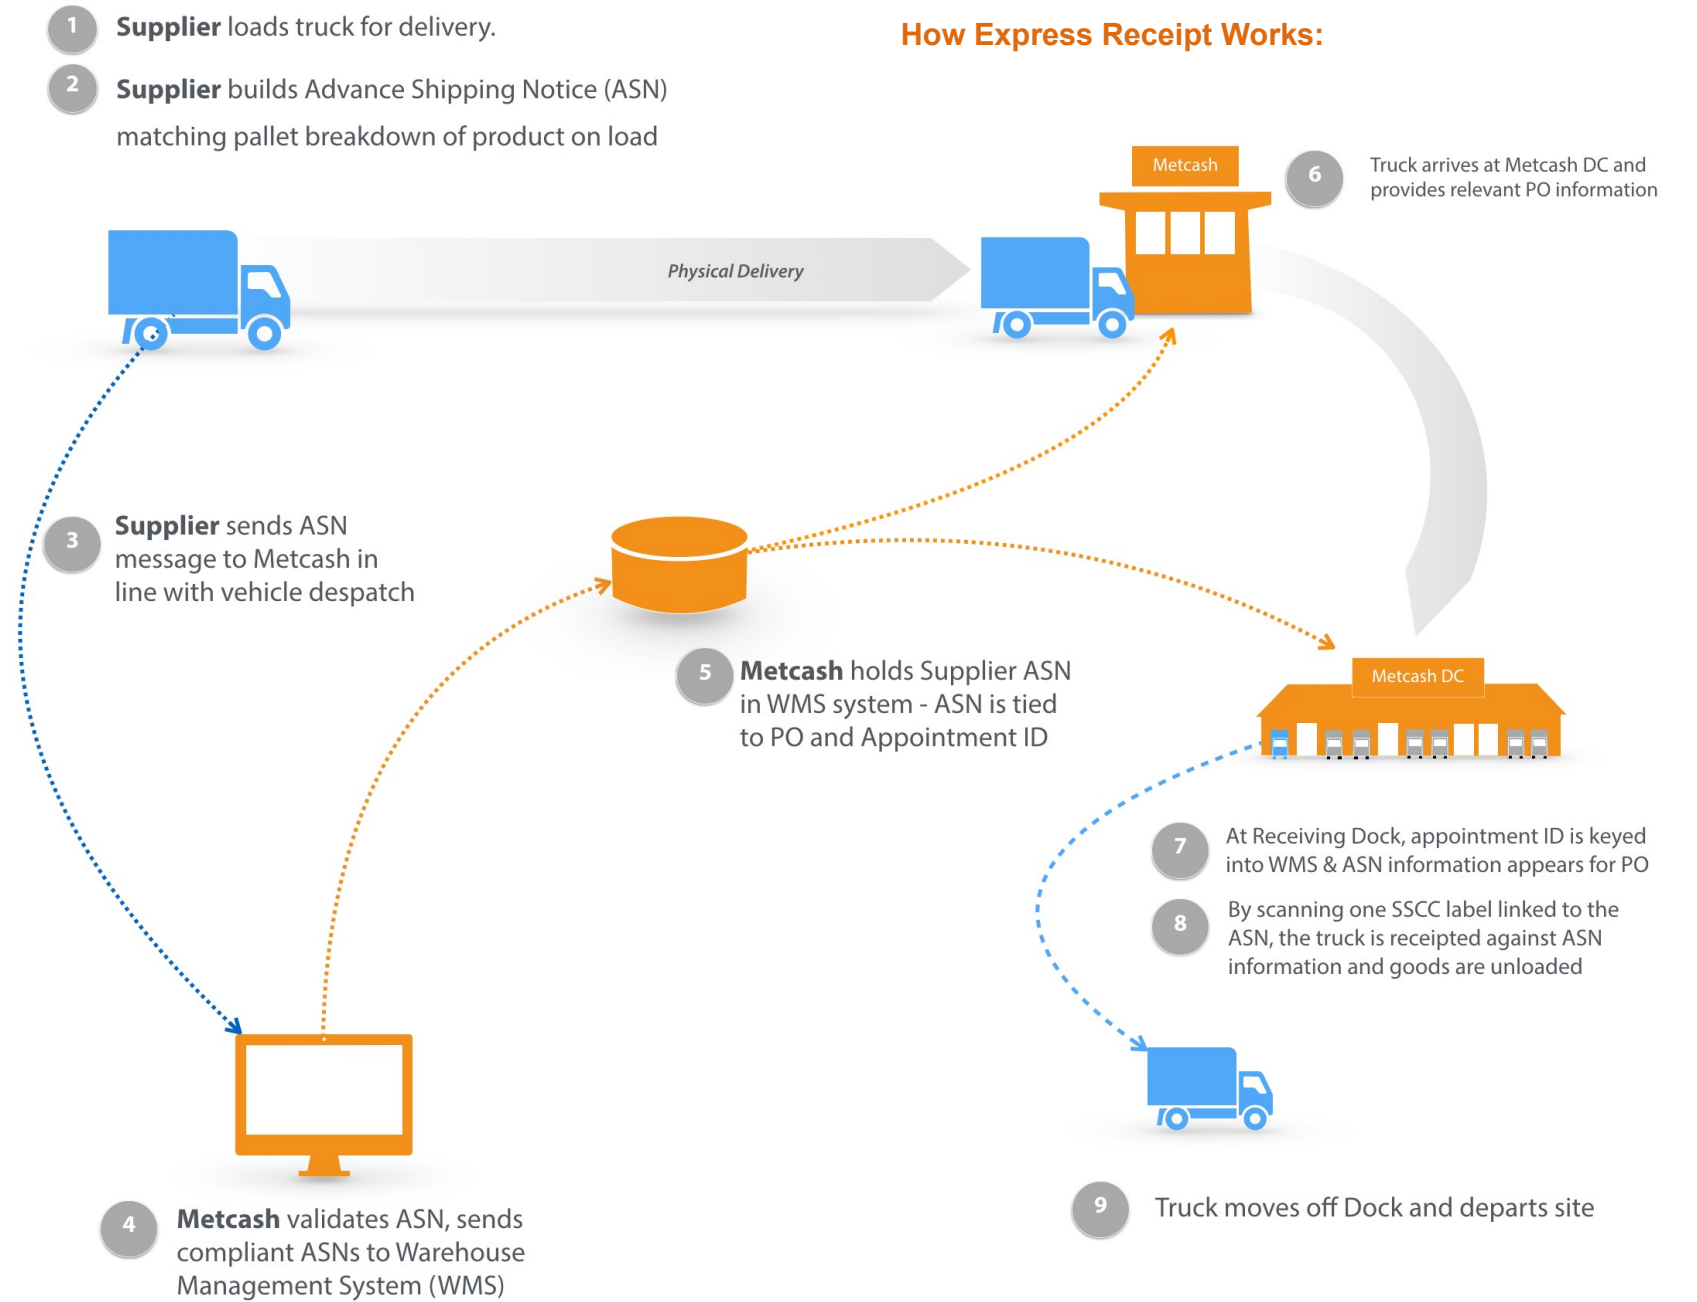 How Express Receipt Works:
1
Supplier loads truck for delivery.
2
Supplier builds Advance Shipping Notice (ASN)
matching pallet breakdown of product on load
Metcash
6
Truck arrives at Metcash DC and
provides relevant PO information
Physical Delivery
3
Supplier sends ASN
message to Metcash in
line with vehicle despatch
5
Metcash holds Supplier ASN
in WMS system - ASN is tied
to PO and Appointment ID
Metcash DC
7
At Receiving Dock, appointment ID is keyed
into WMS & ASN information appears for PO
8
By scanning one SSCC label linked to the
ASN, the truck is receipted against ASN
information and goods are unloaded
4
Metcash validates ASN, sends
compliant ASNs to Warehouse
Management System (WMS)
9
Truck moves off Dock and departs site